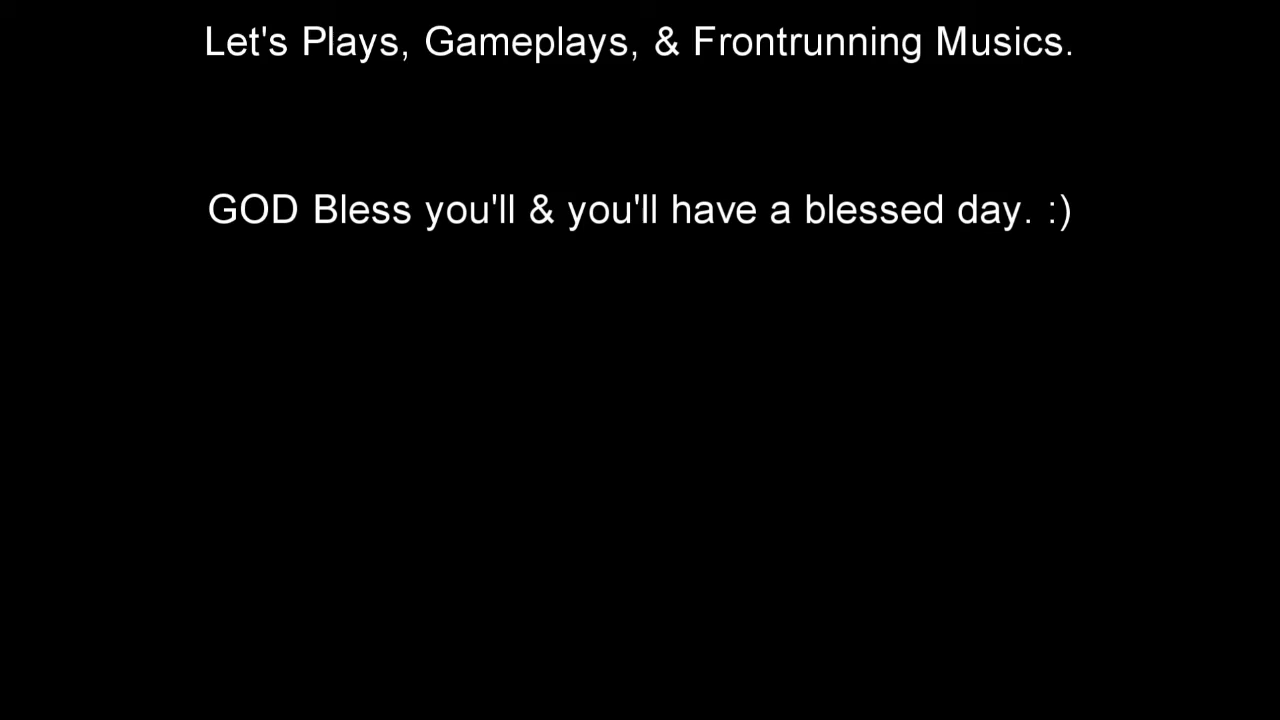 Let's Plays, Gameplays, & Frontrunning Musics.
GOD Bless you'll & you'll have a blessed day. :)